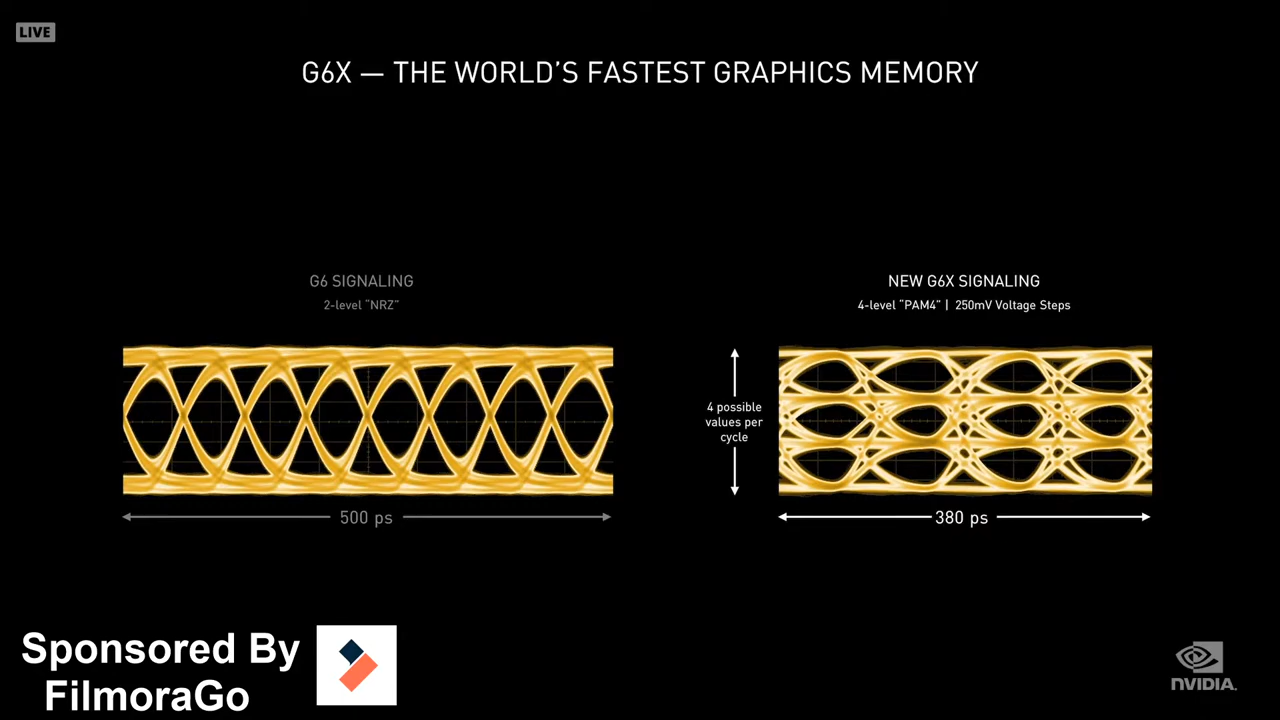 LIVE
G6X — THE WORLD'S FASTEST GRAPHICS MEMORY
G6 SIGNALING
2-level "NRZ"
500 ps
NEW G6X SIGNALING
4-level "PAM4" | 250mV Voltage Steps
4 possible
values per
cycle
380 ps
Sponsored By
FilmoraGo
NVIDIA.